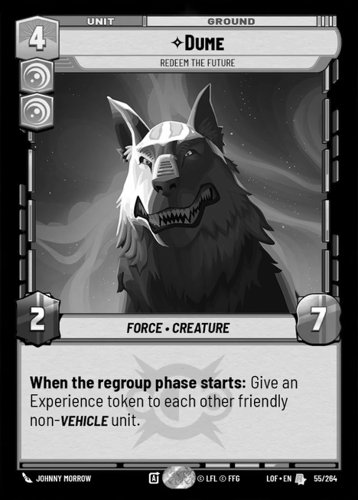 UNIT
GROUND
4
✧DUME
REDEEM THE FUTURE
2
FORCE • CREATURE
7
When the regroup phase starts: Give an
Experience token to each other friendly
non-VEHICLE unit.
JOHNNY MORROW
A
© LFL © FFG
LOF • EN
55/264